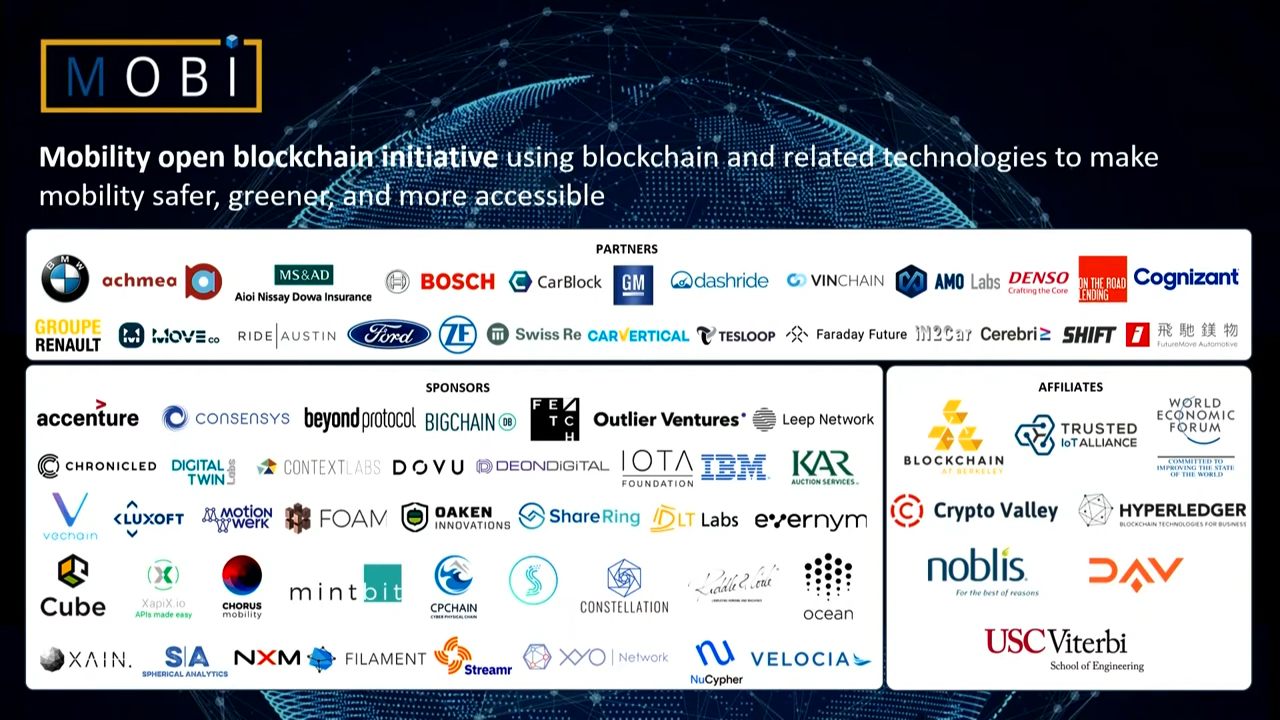 MOBI
Mobility open blockchain initiative using blockchain and related technologies to make
mobility safer, greener, and more accessible
PARTNERS
BMW
achmea
MS&AD
Aioi Nissay Dowa Insurance
BOSCH
CarBlock
GM
dashride
VINCHAIN
AMO Labs
DENSO
Crafting the Core
ON THE ROAD
LENDING
Cognizant
GROUPE
RENAULT
MOVE co
RIDE|AUSTIN
Ford
ZF
Swiss Re
CARVERTICAL
TESLOOP
Faraday Future
iN2Car
Cerebri
SHIFT
飛馳鎂物
FutureMove Automotive
SPONSORS
accenture
CONSENSYS
beyondprotocol
BIGCHAIN DB
FETCH
Outlier Ventures
Leep Network
CHRONICLED
DIGITAL
TWIN Labs
CONTEXTLABS
DOVU
DEONDIGITAL
IOTA
FOUNDATION
IBM
KAR
AUCTION SERVICES
vechain
LUXOFT
MOTION
WERK
FOAM
OAKEN
INNOVATIONS
ShareRing
DLT Labs
evernym
Cube
XapiX.io
APIs made easy
CHORUS
mobility
mintbit
CPCHAIN
CYBER PHYSICAL CHAIN
S
CONSTELLATION
Riddle & Code
ocean
XAIN.
S|A
SPHERICAL ANALYTICS
NXM
FILAMENT
Streamr
XYO | Network
NuCypher
VELOCIA
AFFILIATES
BLOCKCHAIN
AT BERKELEY
TRUSTED
IoT ALLIANCE
WORLD
ECONOMIC
FORUM
COMMITTED TO
IMPROVING THE STATE
OF THE WORLD
Crypto Valley
HYPERLEDGER
BLOCKCHAIN TECHNOLOGIES FOR BUSINESS
noblis
For the best of reasons
DAV
USC Viterbi
School of Engineering